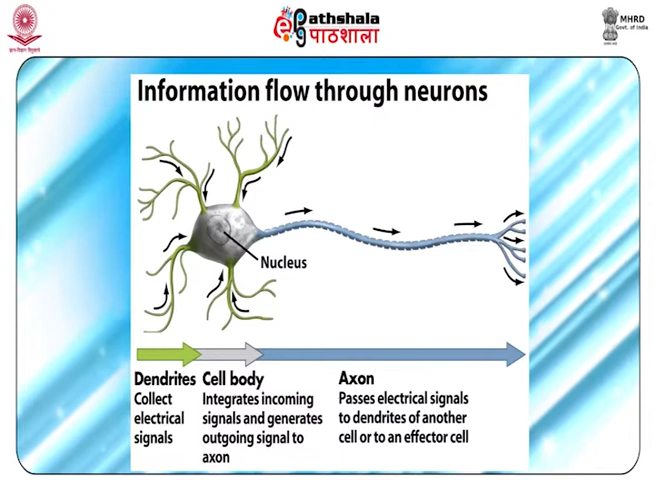 Pathshala
पाठशाला
MHRD
Govt. of India
Information flow through neurons
Nucleus
Dendrites
Collect
electrical
signals
Cell body
Integrates incoming
signals and generates
outgoing signal to
axon
Axon
Passes electrical signals
to dendrites of another
cell or to an effector cell